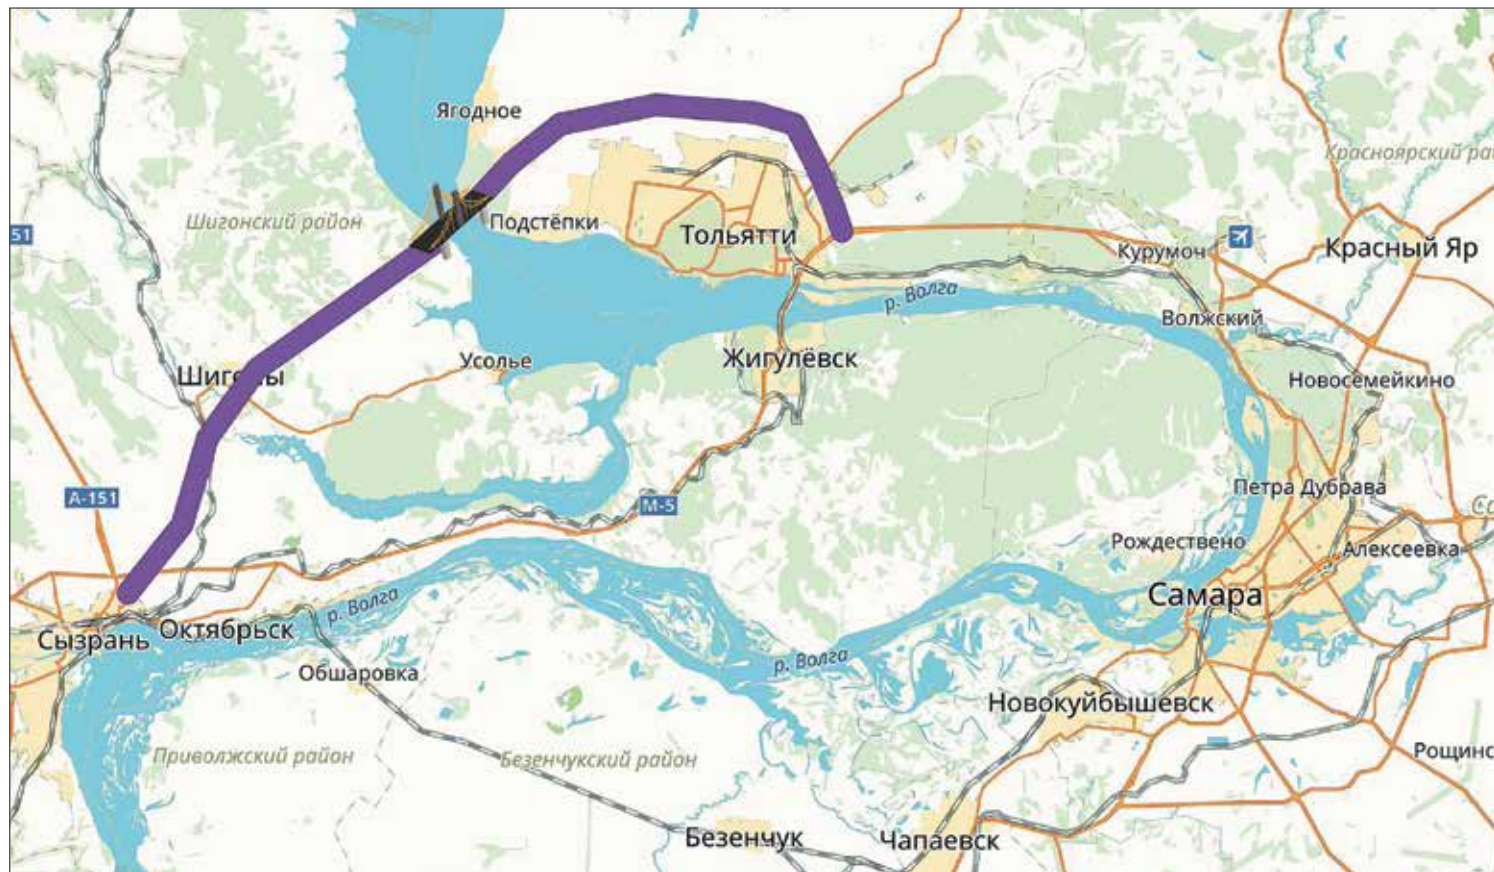 Ягодное
Красноярский ра
Шигонский район
51
Подстёпки
Тольятти
Курумоч
Красный Яр
р. Волга
Волжский
Усолье
Жигулёвск
Новосемейкино
А-151
М-5
Петра Дубрава
Рождествено
Алексеевка
Самара
р. Волга
Октябрьск
Сызрань
р. Волга
Обшаровка
Новокуйбышевск
Приволжский район
Безенчукский район
Рощинс
Безенчук
Чапаевск